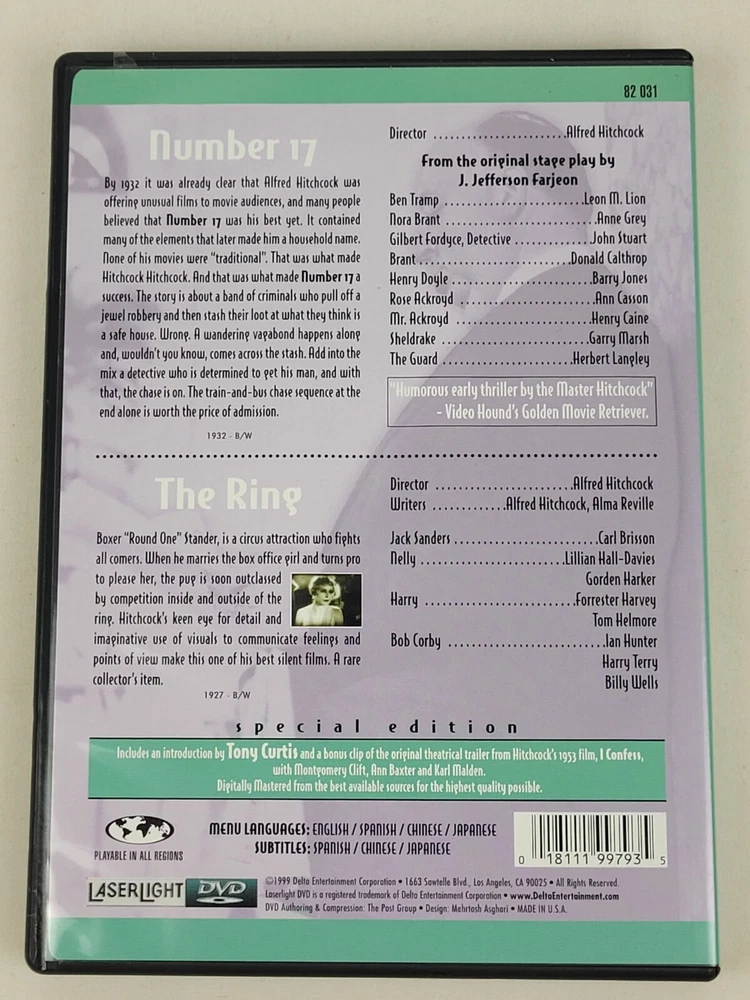 82 031
Number 17
By 1932 it was already clear that Alfred Hitchcock was
offering unusual films to movie audiences, and many people
believed that Number 17 was his best yet. It contained
many of the elements that later made him a household name.
None of his movies were "traditional". That was what made
Hitchcock Hitchcock. And that was what made Number 17 a
success. The story is about a band of criminals who pull off a
jewel robbery and then stash their loot at what they think is
a safe house. Wrong. A wandering vagabond happens along
and, wouldn't you know, comes across the stash. Add into the
mix a detective who is determined to get his man, and with
that, the chase is on. The train-and-bus chase sequence at the
end alone is worth the price of admission.
1932 - B/W
Director .......................Alfred Hitchcock
From the original stage play by
J. Jefferson Farjeon
Ben Tramp .........................Leon M. Lion
Nora Brant ..........................Anne Grey
Gilbert Fordyce, Detective .............John Stuart
Brant ..........................Donald Calthrop
Henry Doyle ........................Barry Jones
Rose Ackroyd .......................Ann Casson
Mr. Ackroyd .......................Henry Caine
Sheldrake ..........................Garry Marsh
The Guard .......................Herbert Langley
"Humorous early thriller by the Master Hitchcock"
- Video Hound's Golden Movie Retriever.
The Ring
Boxer "Round One" Stander, is a circus attraction who fights
all comers. When he marries the box office girl and turns pro
to please her, the pug is soon outclassed
by competition inside and outside of the
ring. Hitchcock's keen eye for detail and
imaginative use of visuals to communicate feelings and
points of view make this one of his best silent films. A rare
collector's item.
1927 - B/W
Director .......................Alfred Hitchcock
Writers ............Alfred Hitchcock, Alma Reville
Jack Sanders .........................Carl Brisson
Nelly ........................Lillian Hall-Davies
Gorden Harker
Harry ..........................Forrester Harvey
Tom Helmore
Bob Corby ..........................Ian Hunter
Harry Terry
Billy Wells
special edition
Includes an introduction by Tony Curtis and a bonus clip of the original theatrical trailer from Hitchcock's 1953 film, I Confess,
with Montgomery Clift, Ann Baxter and Karl Malden.
Digitally Mastered from the best available sources for the highest quality possible.
PLAYABLE IN ALL REGIONS
MENU LANGUAGES: ENGLISH / SPANISH / CHINESE / JAPANESE
SUBTITLES: SPANISH / CHINESE / JAPANESE
0 18111 99793 5
LASERLIGHT DVD
©1999 Delta Entertainment Corporation • 1663 Sawtelle Blvd., Los Angeles, CA 90025 • All Rights Reserved.
Laserlight DVD is a registered trademark of Delta Entertainment Corporation • www.DeltaEntertainment.com
DVD Authoring & Compression: The Post Group • Design: Mehrtash Asghari • MADE IN U.S.A.